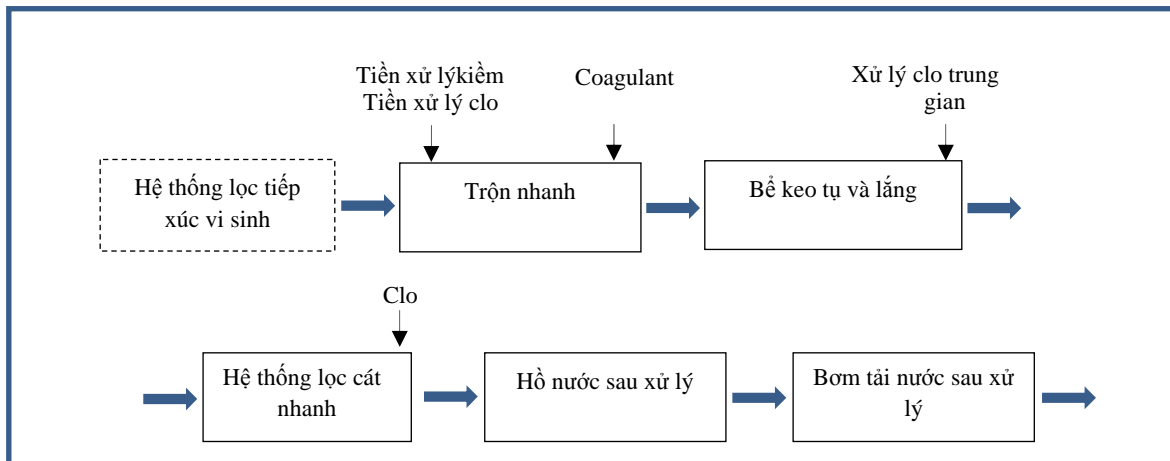 Tiền xử lýkiềm
Tiền xử lý clo
Coagulant
Xử lý clo trung
gian
Hệ thống lọc tiếp
xúc vi sinh
Trộn nhanh
Bể keo tụ và lắng
Clo
Hệ thống lọc cát
nhanh
Hồ nước sau xử lý
Bơm tải nước sau xử
lý